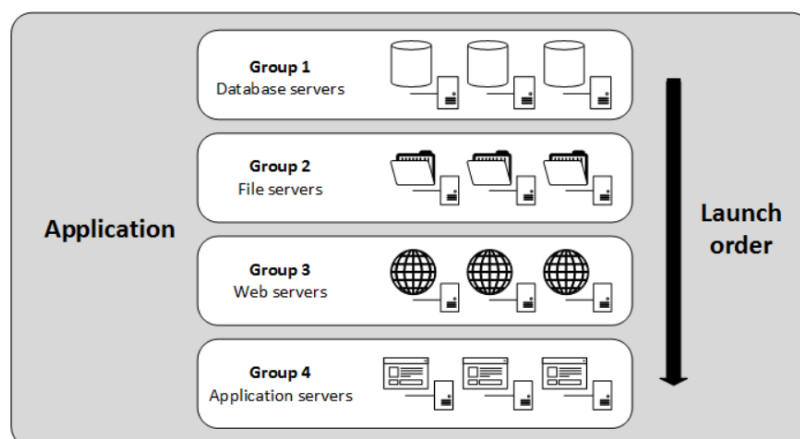 Application
Group 1
Database servers
Group 2
File servers
Group 3
Web servers
Group 4
Application servers
Launch
order